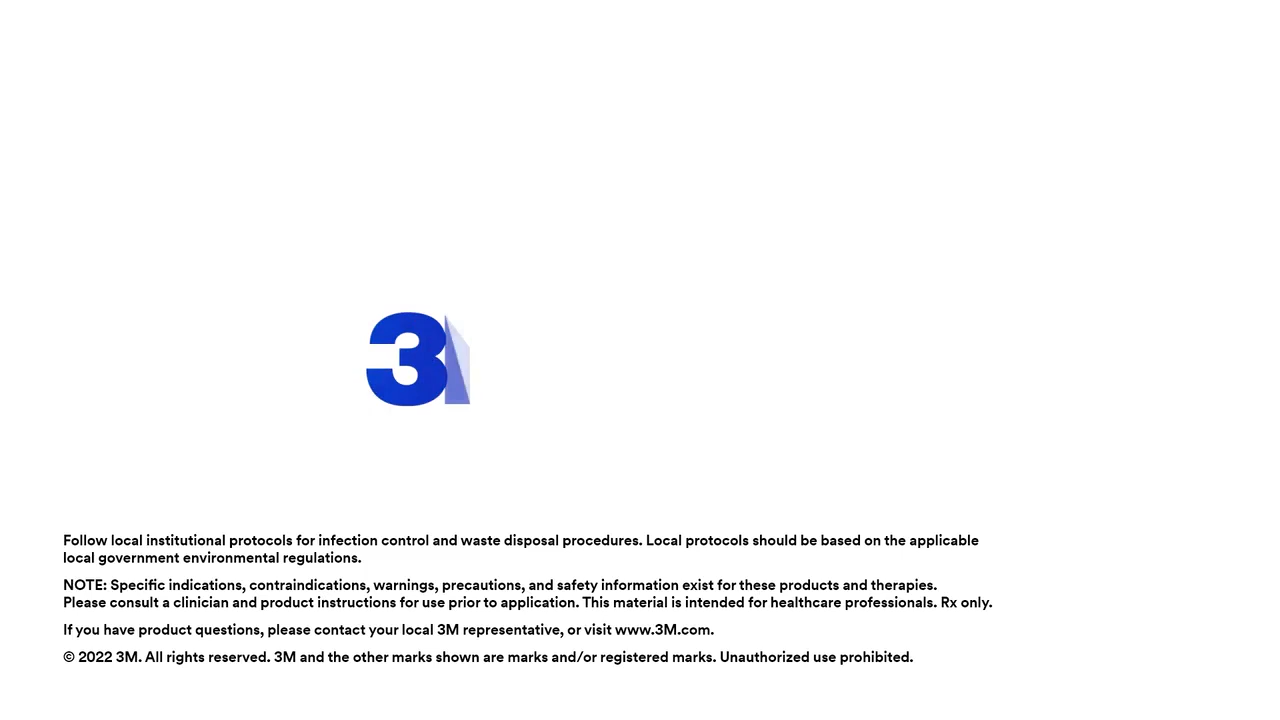 3
Follow local institutional protocols for infection control and waste disposal procedures. Local protocols should be based on the applicable
local government environmental regulations.
NOTE: Specific indications, contraindications, warnings, precautions, and safety information exist for these products and therapies.
Please consult a clinician and product instructions for use prior to application. This material is intended for healthcare professionals. Rx only.
If you have product questions, please contact your local 3M representative, or visit www.3M.com.
© 2022 3M. All rights reserved. 3M and the other marks shown are marks and/or registered marks. Unauthorized use prohibited.